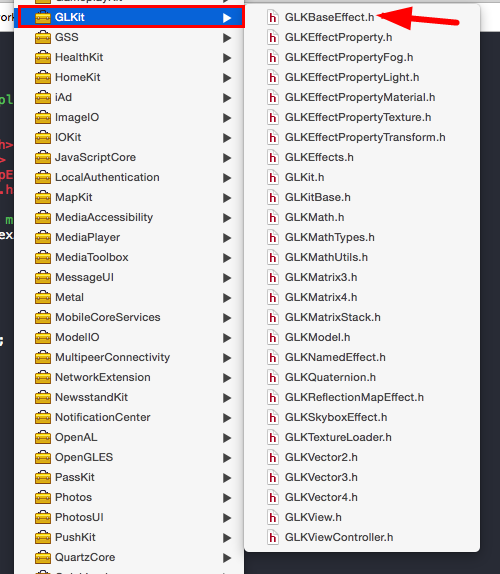 GLKit
GSS
HealthKit
HomeKit
iAd
ImageIO
IOKit
JavaScriptCore
LocalAuthentication
MapKit
MediaAccessibility
MediaPlayer
MediaToolbox
MessageUI
Metal
MobileCoreServices
ModelIO
MultipeerConnectivity
NetworkExtension
NewsstandKit
NotificationCenter
OpenAL
OpenGLES
PassKit
Photos
PhotosUI
PushKit
QuartzCore
GLKBaseEffect.h
GLKEffectProperty.h
GLKEffectPropertyFog.h
GLKEffectPropertyLight.h
GLKEffectPropertyMaterial.h
GLKEffectPropertyTexture.h
GLKEffectPropertyTransform.h
GLKEffects.h
GLKit.h
GLKitBase.h
GLKMath.h
GLKMathTypes.h
GLKMathUtils.h
GLKMatrix3.h
GLKMatrix4.h
GLKMatrixStack.h
GLKModel.h
GLKNamedEffect.h
GLKQuaternion.h
GLKReflectionMapEffect.h
GLKSkyboxEffect.h
GLKTextureLoader.h
GLKVector2.h
GLKVector3.h
GLKVector4.h
GLKView.h
GLKViewController.h